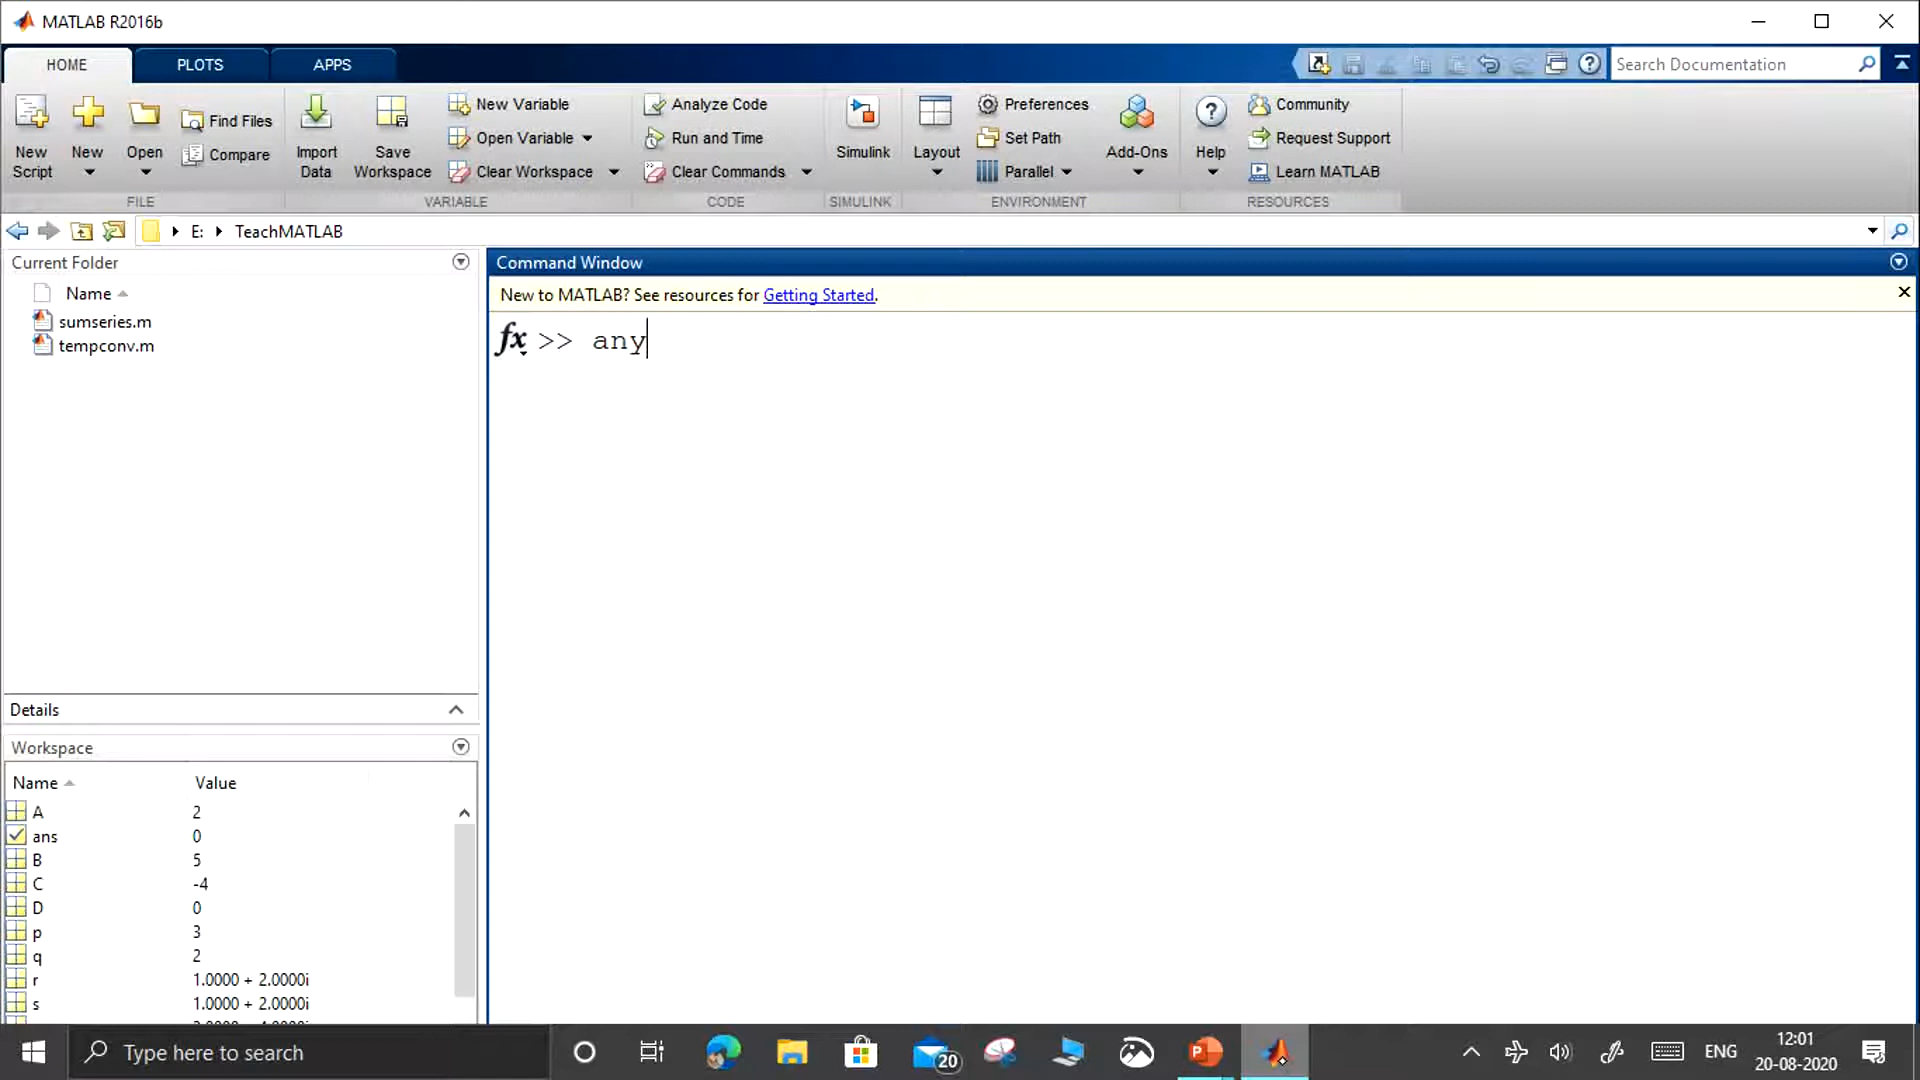 MATLAB R2016b
HOME PLOTS APPS
Search Documentation
New Script
New
Open
Find Files
Compare
Import Data
Save Workspace
New Variable
Open Variable
Clear Workspace
Analyze Code
Run and Time
Clear Commands
Simulink
Layout
Preferences
Set Path
Parallel
Add-Ons
Help
Community
Request Support
Learn MATLAB
FILE VARIABLE CODE SIMULINK ENVIRONMENT RESOURCES
E: TeachMATLAB
Current Folder
Name
sumseries.m
tempconv.m
Details
Workspace
Name Value
A 2
ans 0
B 5
C -4
D 0
p 3
q 2
r 1.0000 + 2.0000i
s 1.0000 + 2.0000i
Command Window
New to MATLAB? See resources for Getting Started.
fx >> any
Type here to search
20
ENG
12:01
20-08-2020